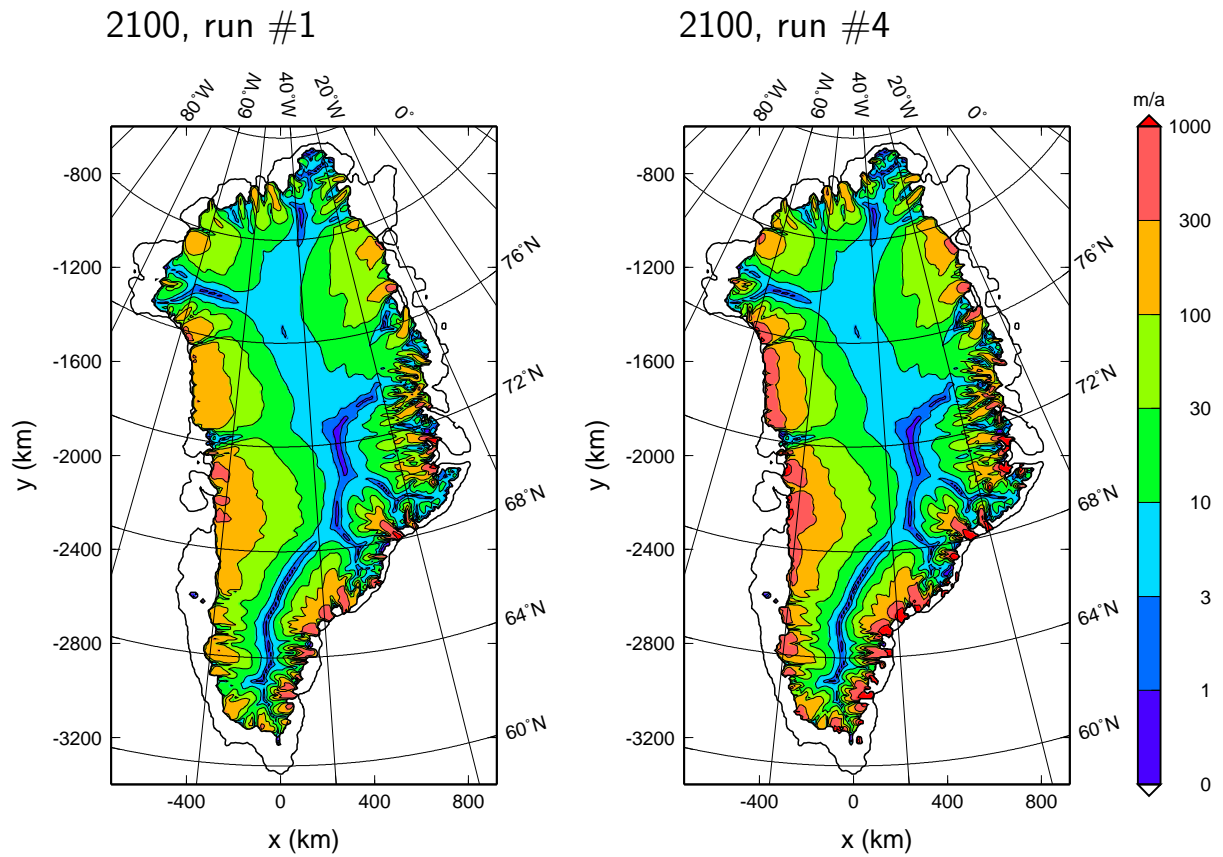 2100, run #1
2100, run #4
80°W
60°W
40°W
20°W
0°
80°W
60°W
40°W
20°W
0°
m/a
1000
300
100
30
10
3
1
0
-800
-1200
-1600
-2000
-2400
-2800
-3200
y (km)
76°N
72°N
68°N
64°N
60°N
-400 0 400 800
x (km)
-800
-1200
-1600
-2000
-2400
-2800
-3200
y (km)
76°N
72°N
68°N
64°N
60°N
-400 0 400 800
x (km)